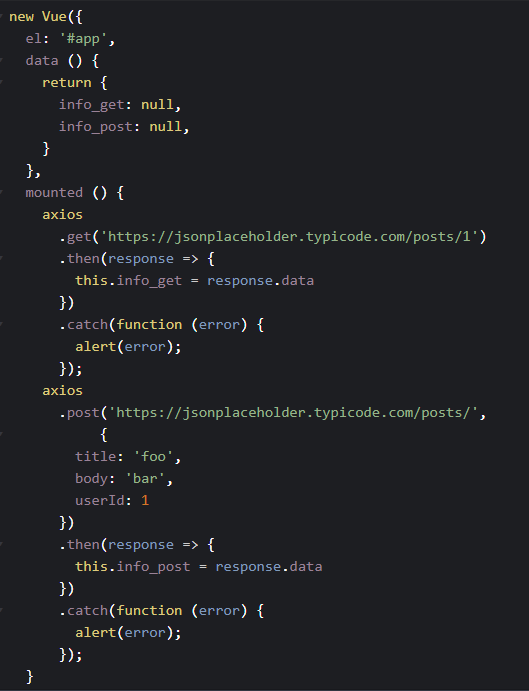 new Vue({
  el: '#app',
  data () {
    return {
      info_get: null,
      info_post: null,
    }
  },
  mounted () {
    axios
      .get('https://jsonplaceholder.typicode.com/posts/1')
      .then(response => {
        this.info_get = response.data
      })
      .catch(function (error) {
        alert(error);
      });
    axios
      .post('https://jsonplaceholder.typicode.com/posts/',
           {
        title: 'foo',
        body: 'bar',
        userId: 1
      })
      .then(response => {
        this.info_post = response.data
      })
      .catch(function (error) {
        alert(error);
      });
  }